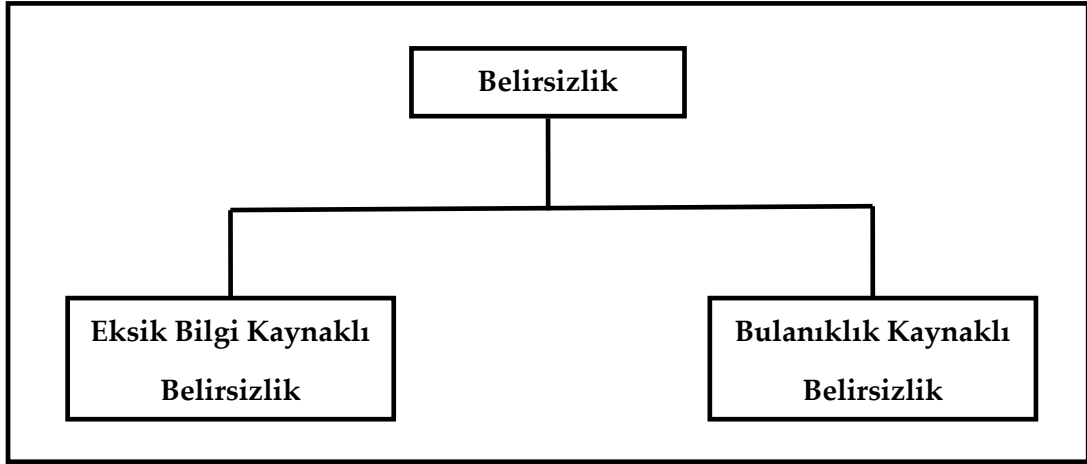 Belirsizlik
Eksik Bilgi Kaynaklı
Belirsizlik
Bulanıklık Kaynaklı
Belirsizlik